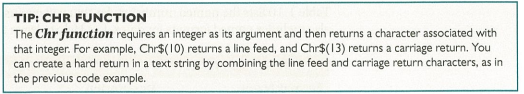 TIP: CHR FUNCTION
The Chr function requires an integer as its argument and then returns a character associated with
that integer. For example, Chr$(10) returns a line feed, and Chr$(13) returns a carriage return. You
can create a hard return in a text string by combining the line feed and carriage return characters, as in
the previous code example.